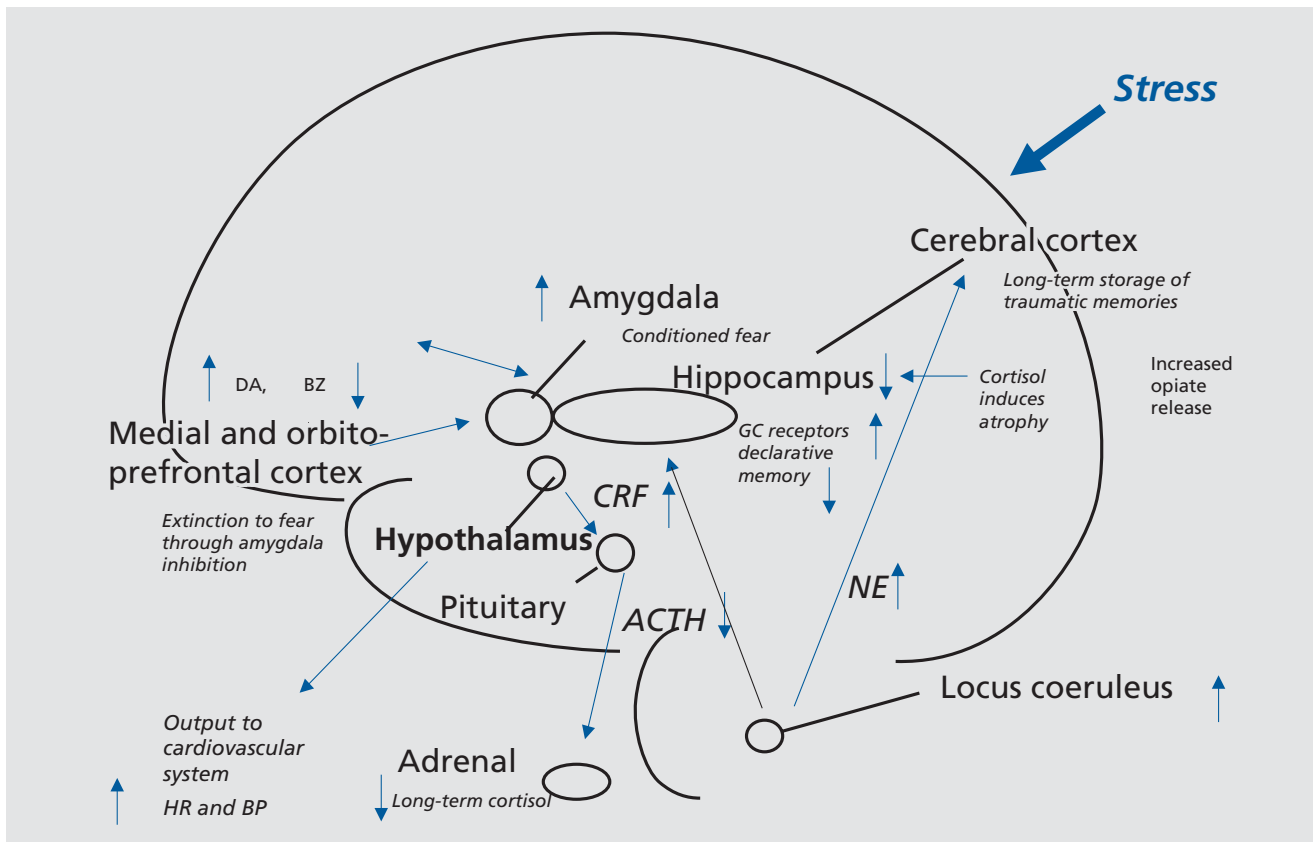 Stress
Cerebral cortex
Long-term storage of
traumatic memories
Amygdala
Conditioned fear
DA, BZ
Hippocampus
Cortisol
induces
atrophy
Increased
opiate
release
Medial and orbito-
prefrontal cortex
GC receptors
declarative
memory
Extinction to fear
through amygdala
inhibition
CRF
Hypothalamus
Pituitary
ACTH
NE
Locus coeruleus
Output to
cardiovascular
system
HR and BP
Adrenal
Long-term cortisol